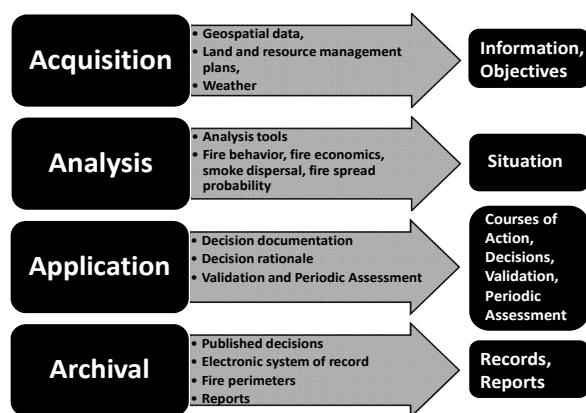 Acquisition
• Geospatial data,
• Land and resource management
plans,
• Weather
Information,
Objectives
Analysis
• Analysis tools
• Fire behavior, fire economics,
smoke dispersal, fire spread
probability
Situation
Application
• Decision documentation
• Decision rationale
• Validation and Periodic Assessment
Courses of
Action,
Decisions,
Validation,
Periodic
Assessment
Archival
• Published decisions
• Electronic system of record
• Fire perimeters
• Reports
Records,
Reports